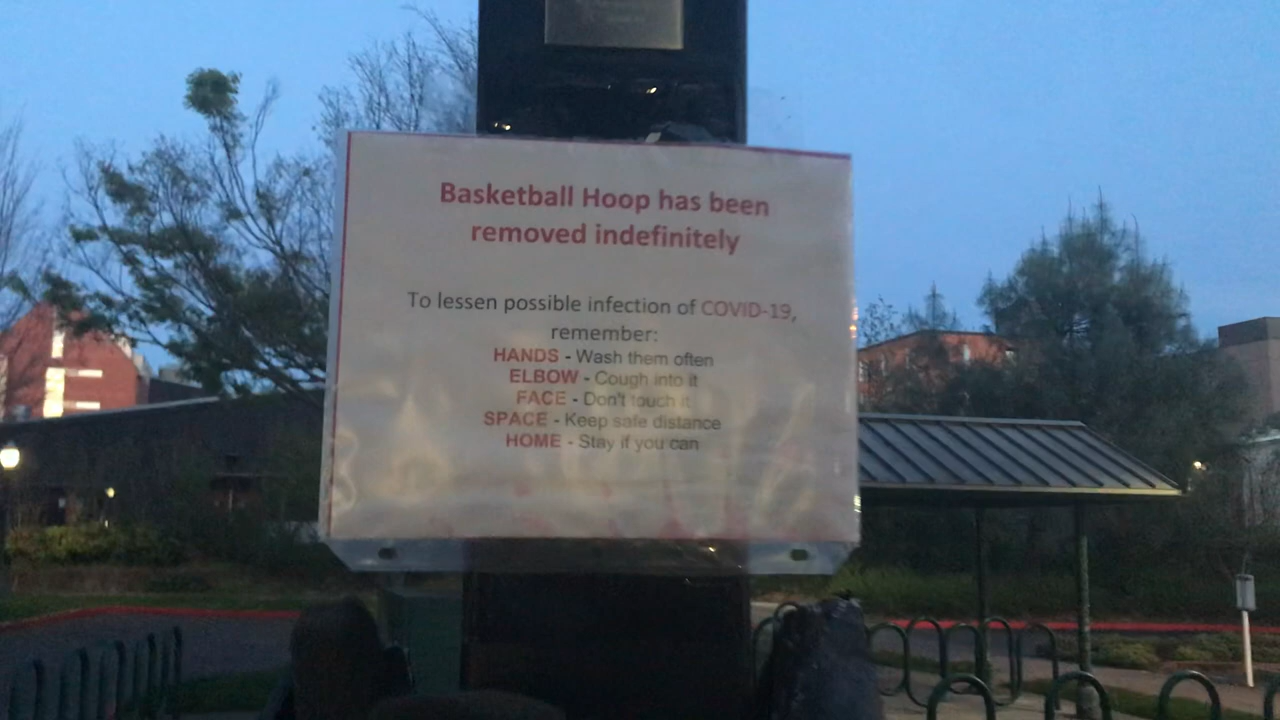 Basketball Hoop has been
removed indefinitely
To lessen possible infection of COVID-19,
remember:
HANDS - Wash them often
ELBOW - Cough into it
FACE - Don't touch it
SPACE - Keep safe distance
HOME - Stay if you can